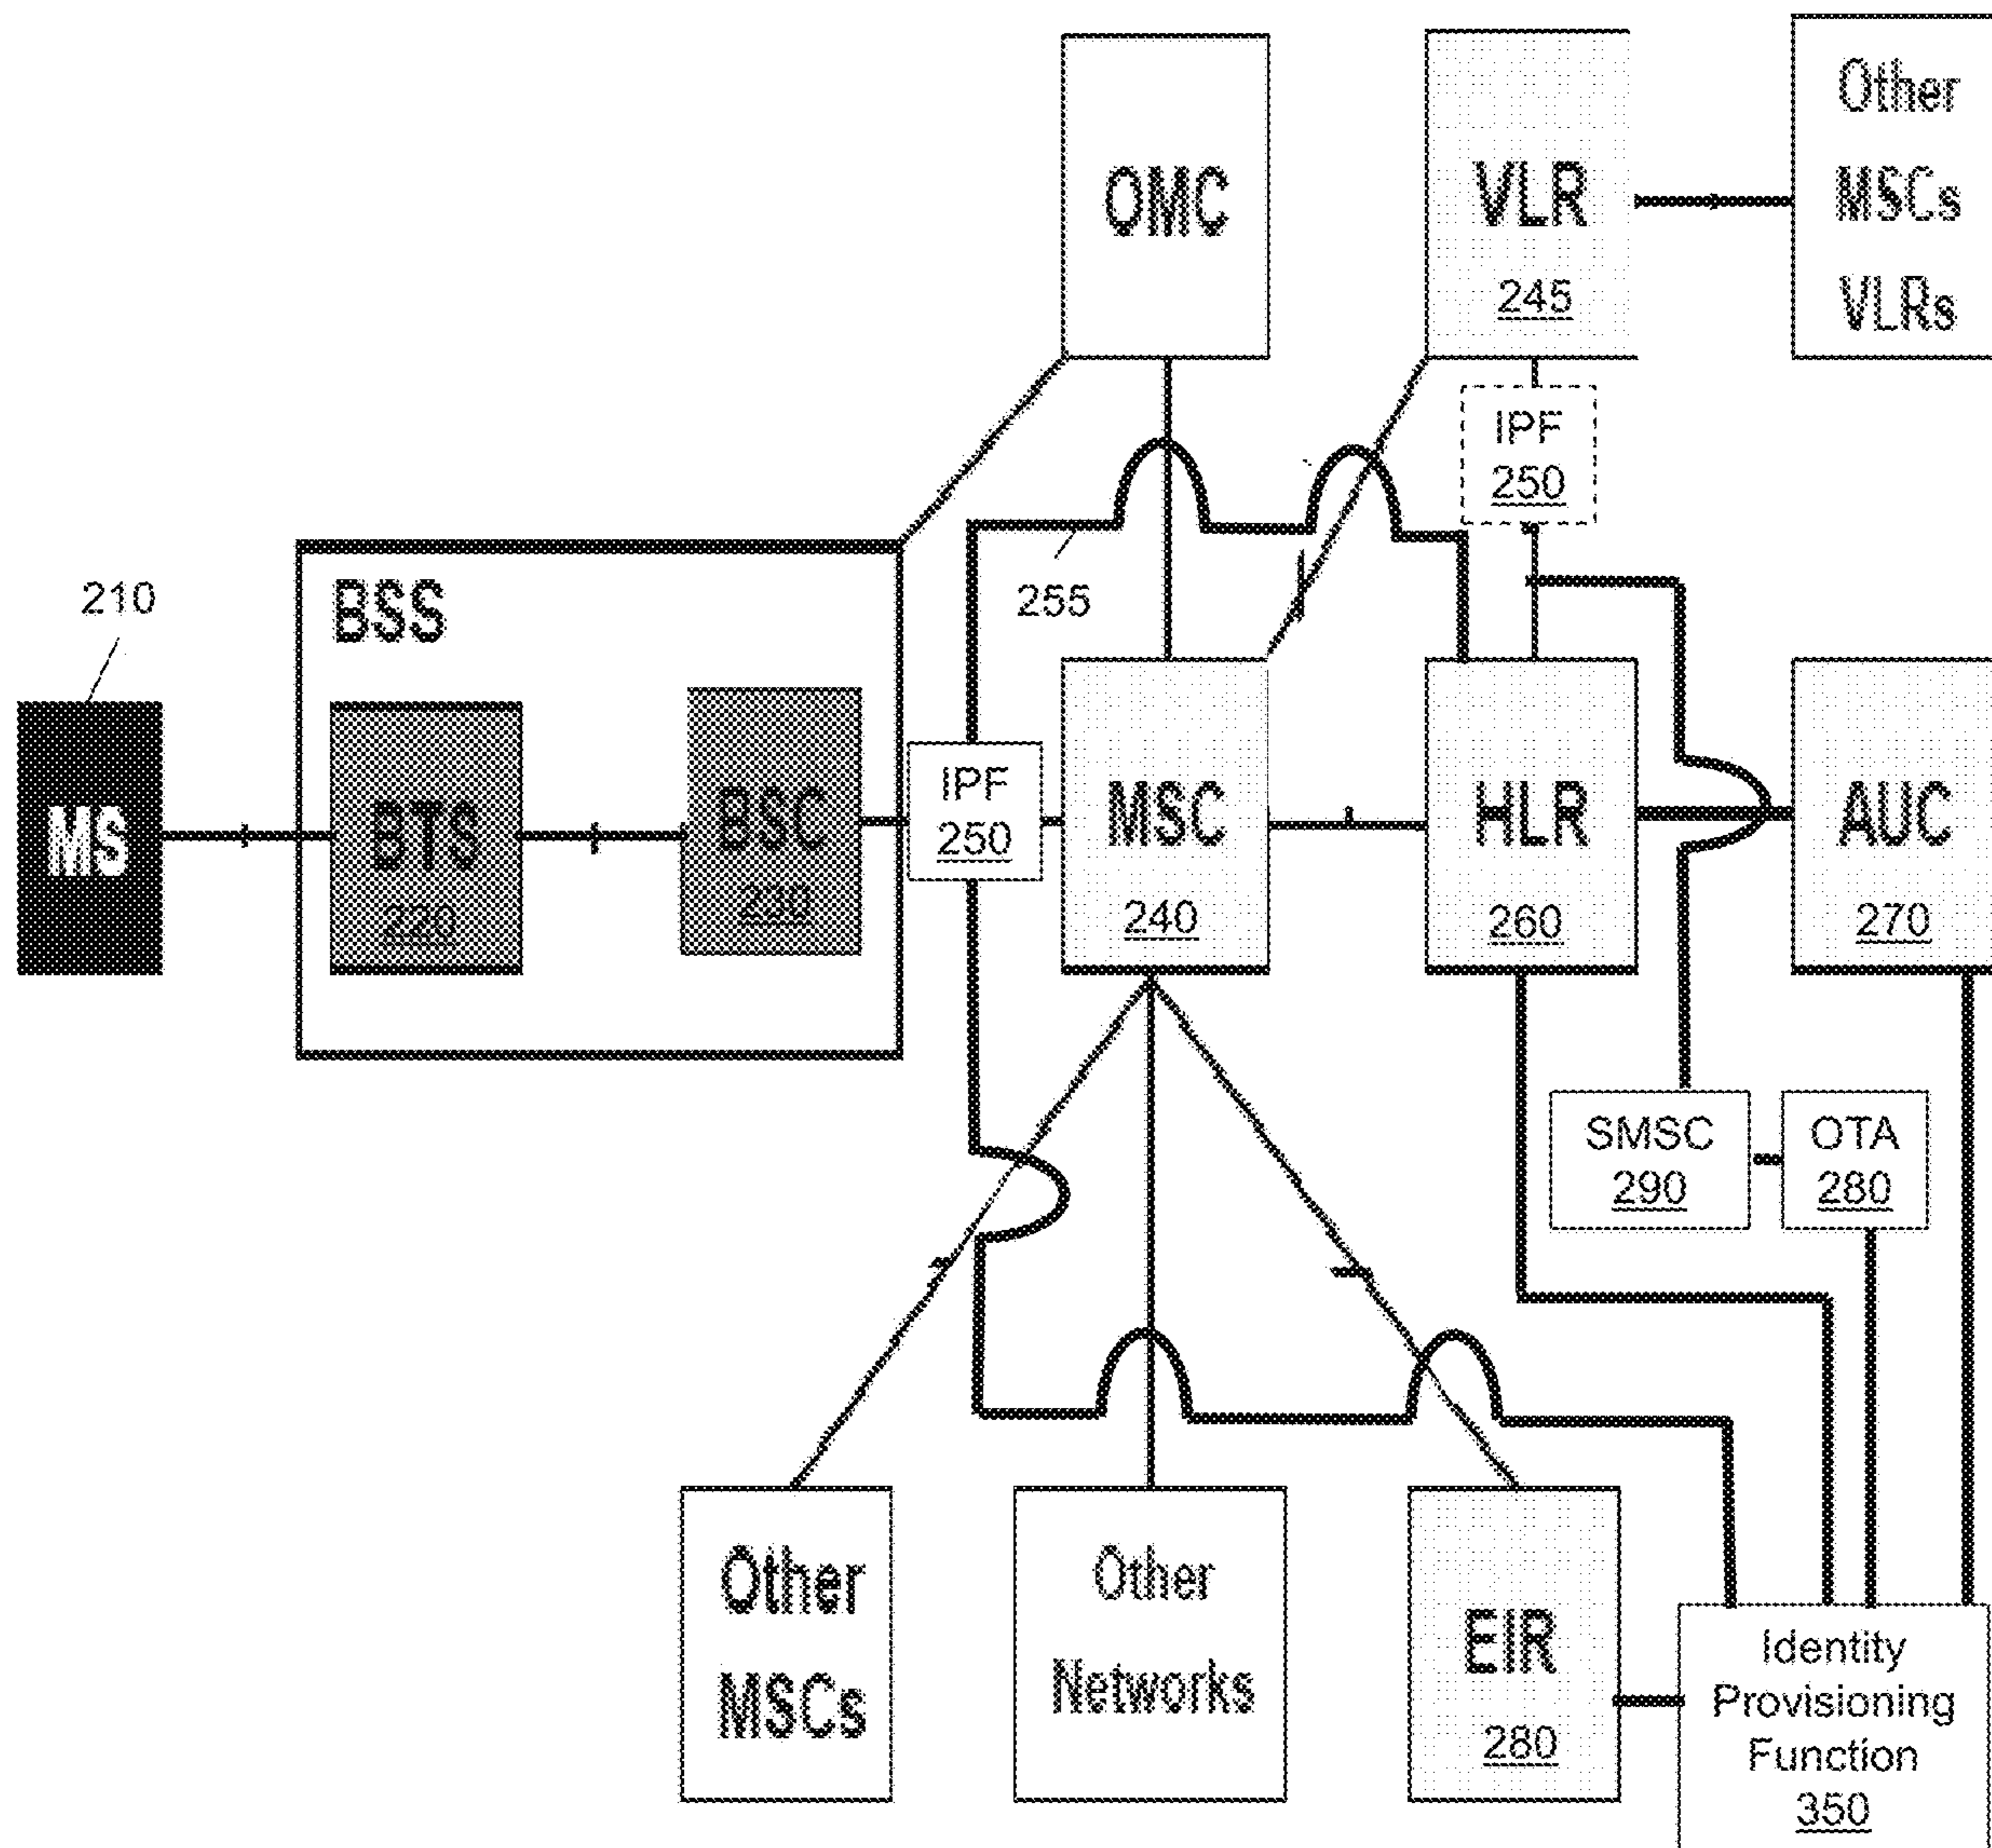 OMC
VLR
245
Other
MSCs
VLRs
IPF
250
255
210
BSS
MS
BTS
220
BSC
230
IPF
250
MSC
240
HLR
260
AUC
270
SMSC
290
OTA
280
Other
MSCs
Other
Networks
EIR
280
Identity
Provisioning
Function
350